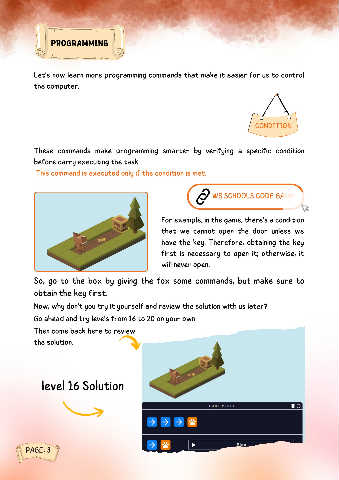 PROGRAMMING
Let's now learn more programming commands that make it easier for us to control
the computer.
CONDITION
These commands make programming smarter by verifying a specific condition
before carry executing the task
This command is executed only if the condition is met.
For example, in the game, there's a condition
that we cannot open the door unless we
have the key. Therefore, obtaining the key
first is necessary to open it; otherwise, it
will never open.
So, go to the box by giving the fox some commands, but make sure to
obtain the key first.
Now, why don't you try it yourself and review the solution with us later?
Go ahead and try levels from 16 to 20 on your own
Then come back here to review
the solution.
level 16 Solution
PAGE: 3